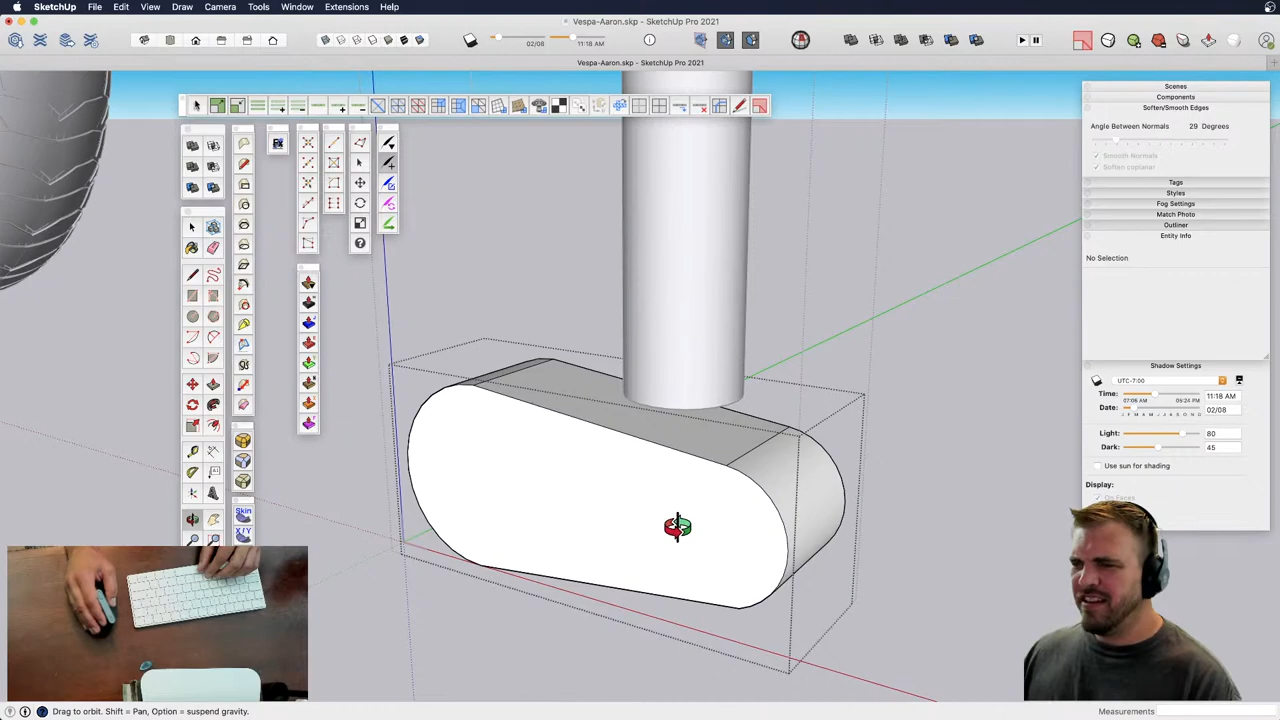 SketchUp File Edit View Draw Camera Tools Window Extensions Help
Vespa-Aaron.skp - SketchUp Pro 2021
02/08 11:18 AM
Vespa-Aaron.skp - SketchUp Pro 2021
Scenes
Components
Soften/Smooth Edges
Angle Between Normals 29 Degrees
Smooth Normals
Soften coplanar
Tags
Styles
Fog Settings
Match Photo
Outliner
Entity Info
No Selection
Shadow Settings
UTC-7:00
Time: 11:18 AM
07:06 AM 05:24 PM
Date: 02/08
J F M A M J J A S O N D
Light: 80
Dark: 45
Use sun for shading
Display:
On Faces
Skin
X/Y
Drag to orbit. Shift = Pan, Option = suspend gravity.
Measurements